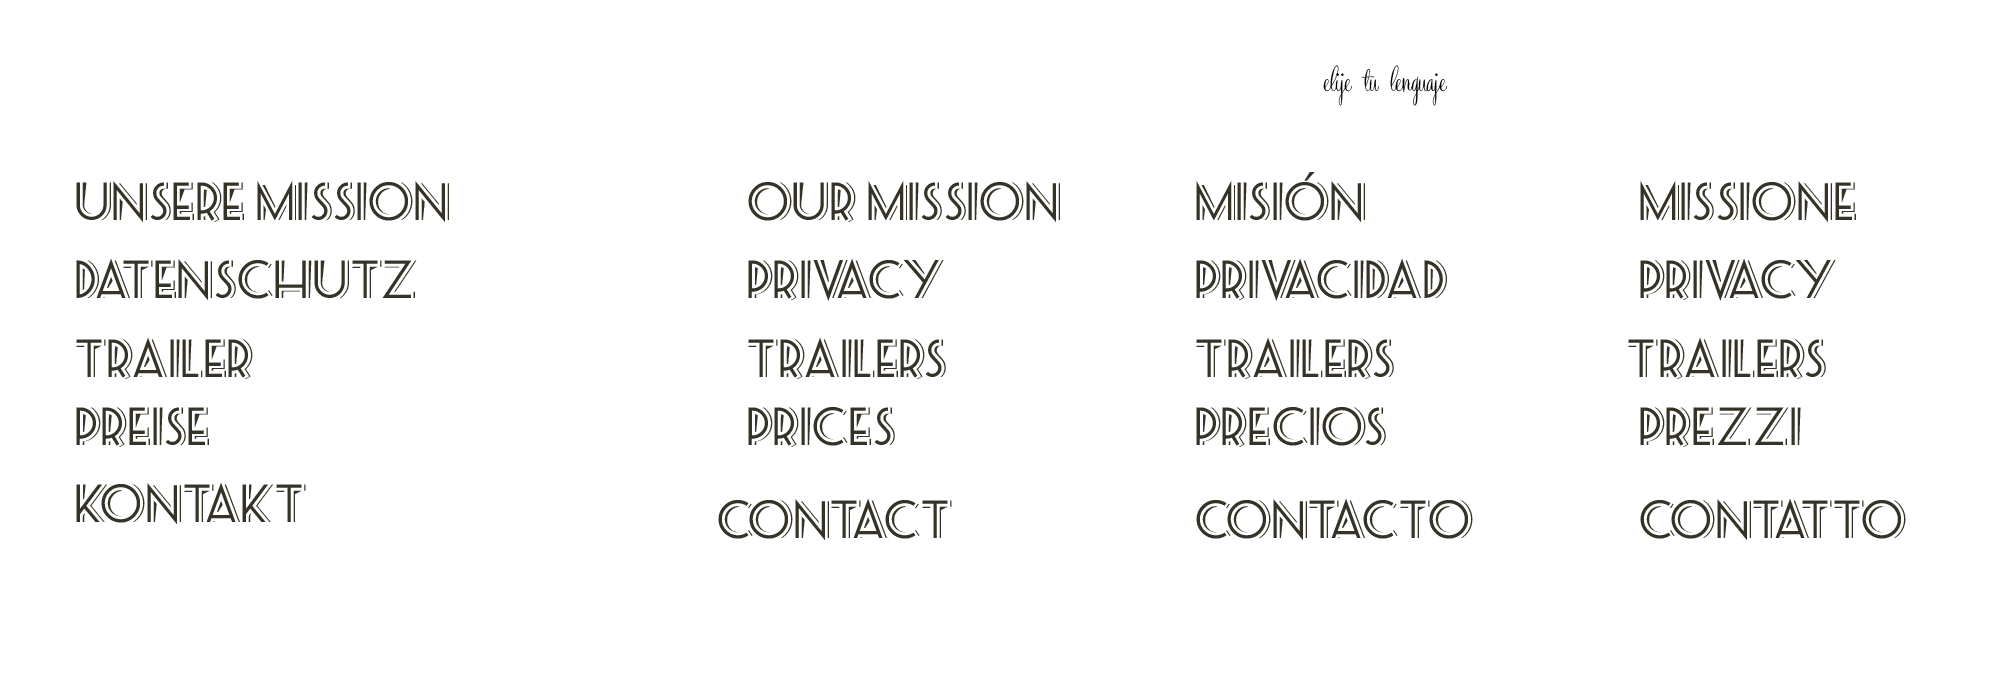 elije tu lenguaje
UNSERE MISSION
DATENSCHUTZ
TRAILER
PREISE
KONTAKT
OUR MISSION
PRIVACY
TRAILERS
PRICES
CONTACT
MISIÓN
PRIVACIDAD
TRAILERS
PRECIOS
CONTACTO
MISSIONE
PRIVACY
TRAILERS
PREZZI
CONTATTO